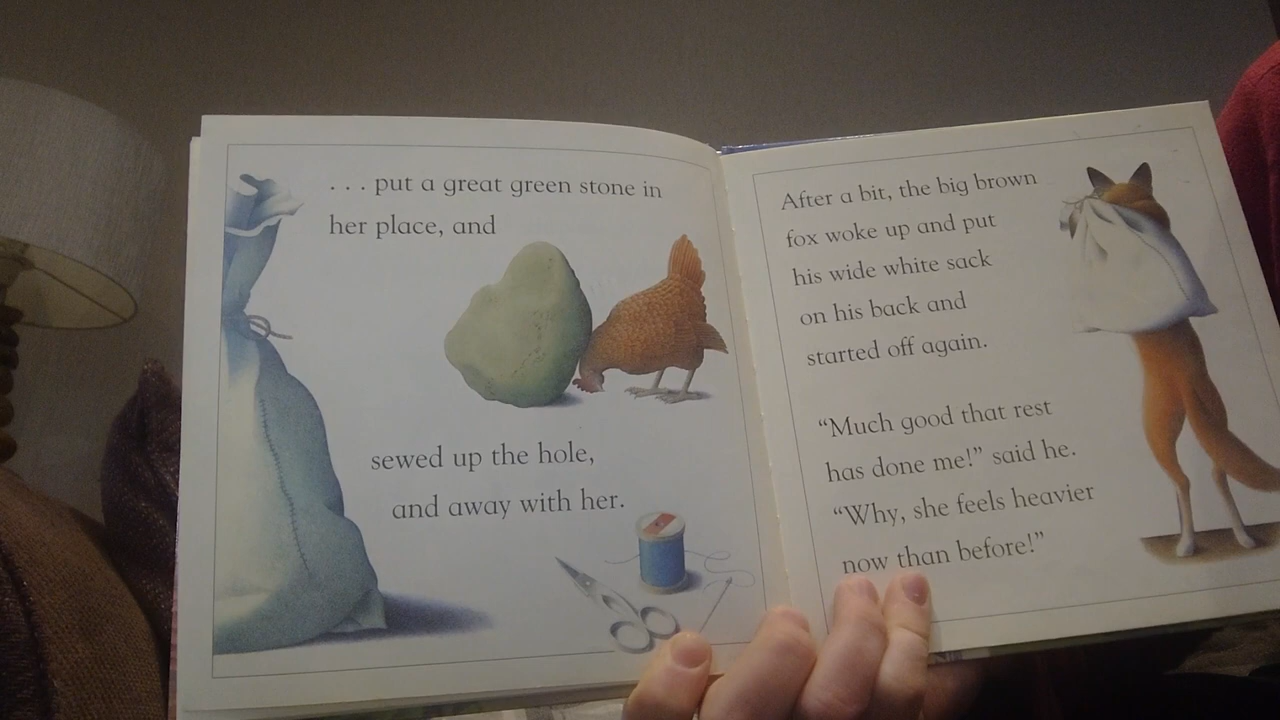 . . . put a great green stone in
her place, and
sewed up the hole,
and away with her.
After a bit, the big brown
fox woke up and put
his wide white sack
on his back and
started off again.
“Much good that rest
has done me!” said he.
“Why, she feels heavier
now than before!”